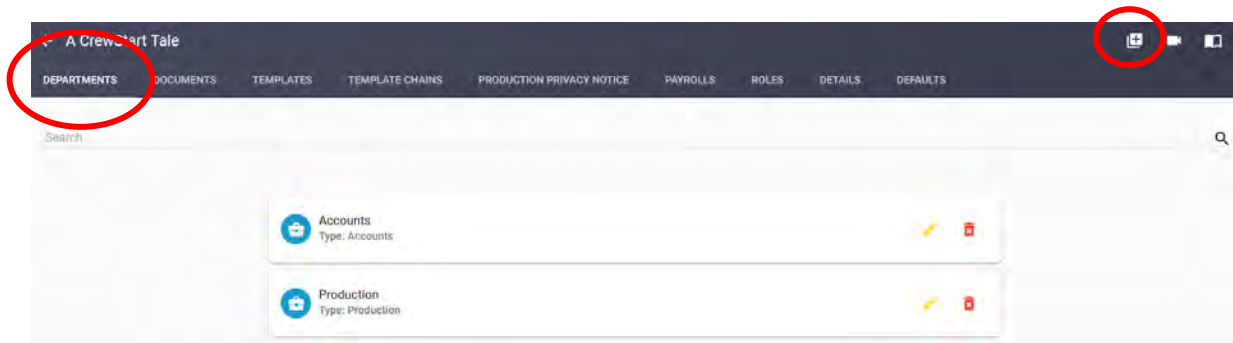 A CrewStart Tale
DEPARTMENTS DOCUMENTS TEMPLATES TEMPLATE CHAINS PRODUCTION PRIVACY NOTICE PAYROLLS ROLES DETAILS DEFAULTS
Search
Accounts
Type: Accounts
Production
Type: Production